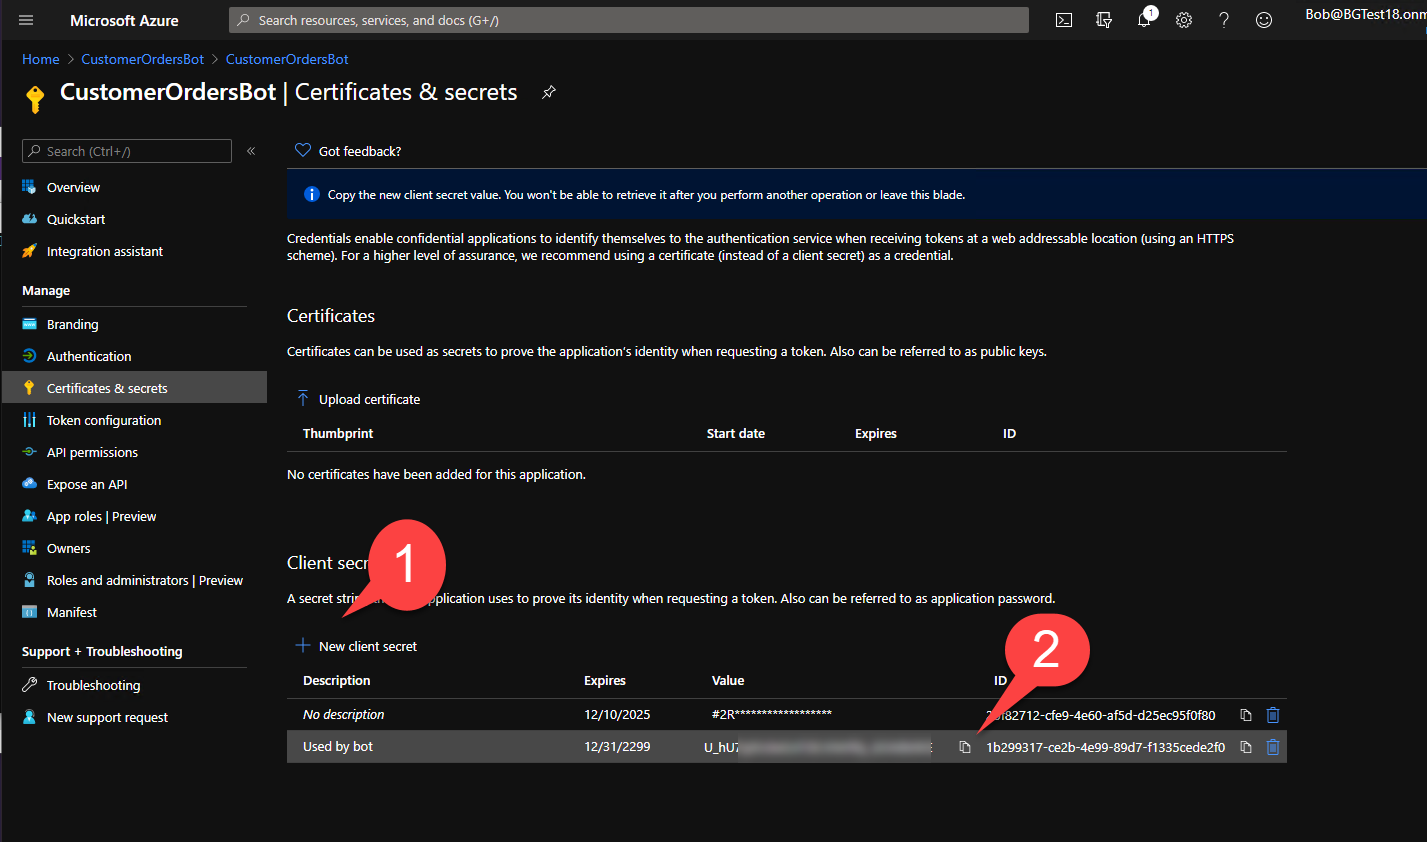 Microsoft Azure
Search resources, services, and docs (G+/)
1
Bob@BGTest18.onm
Home > CustomerOrdersBot > CustomerOrdersBot
CustomerOrdersBot | Certificates & secrets
Search (Ctrl+/)
«
Overview
Quickstart
Integration assistant
Manage
Branding
Authentication
Certificates & secrets
Token configuration
API permissions
Expose an API
App roles | Preview
Owners
Roles and administrators | Preview
Manifest
Support + Troubleshooting
Troubleshooting
New support request
Got feedback?
Copy the new client secret value. You won't be able to retrieve it after you perform another operation or leave this blade.
Credentials enable confidential applications to identify themselves to the authentication service when receiving tokens at a web addressable location (using an HTTPS
scheme). For a higher level of assurance, we recommend using a certificate (instead of a client secret) as a credential.
Certificates
Certificates can be used as secrets to prove the application's identity when requesting a token. Also can be referred to as public keys.
Upload certificate
Thumbprint Start date Expires ID
No certificates have been added for this application.
Client secr
1
A secret strin pplication uses to prove its identity when requesting a token. Also can be referred to as application password.
New client secret
2
Description Expires Value ID
No description 12/10/2025 #2R****************** f82712-cfe9-4e60-af5d-d25ec95f0f80
Used by bot 12/31/2299 U_hU7 1b299317-ce2b-4e99-89d7-f1335cede2f0